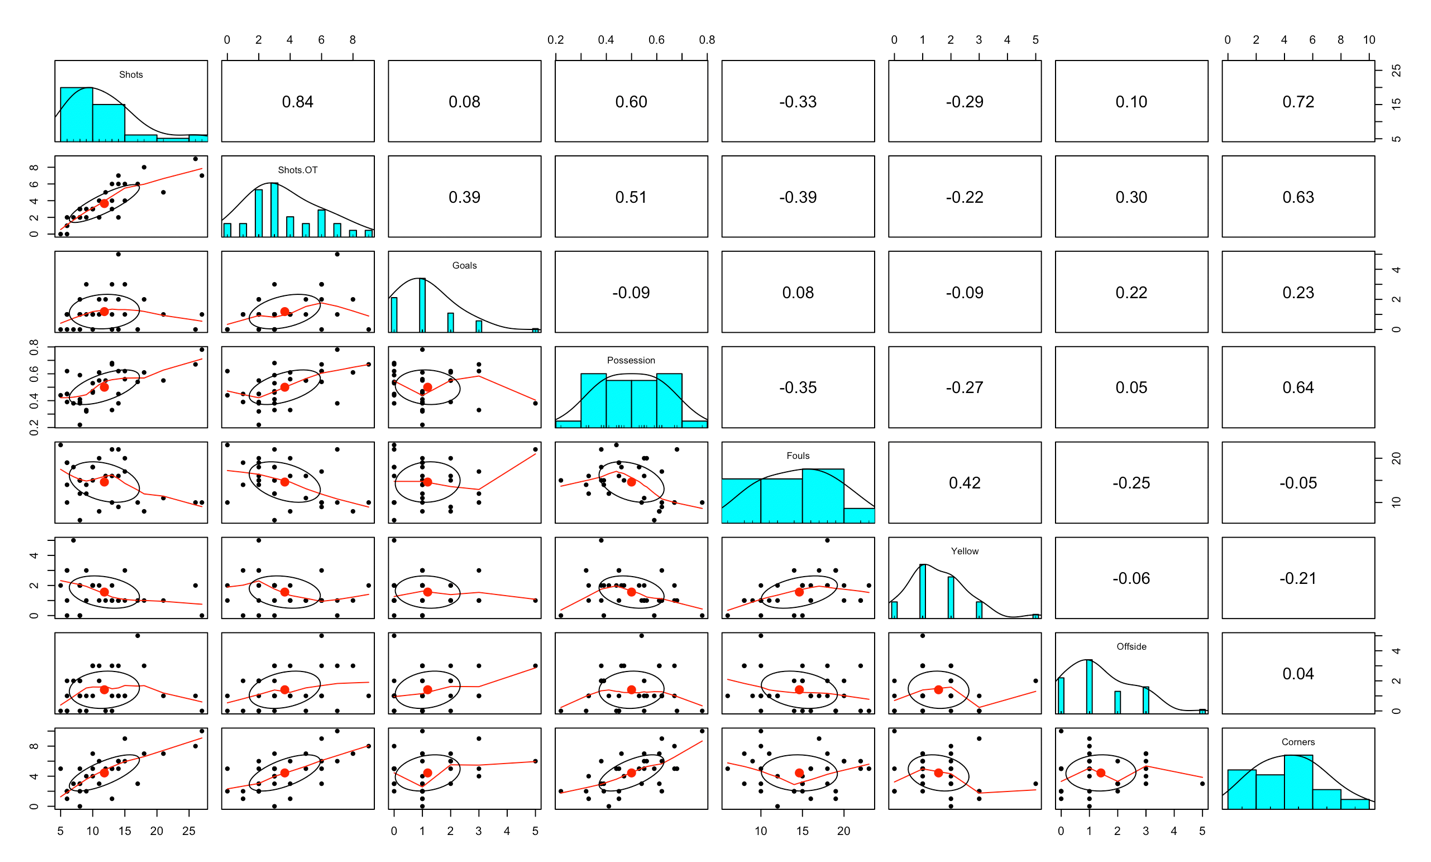 0 2 4 6 8 0.2 0.4 0.6 0.8 0 1 2 3 4 5 0 2 4 6 8 10
Shots 0.84 0.08 0.60 -0.33 -0.29 0.10 0.72 5 15 25
0 2 4 6 8 Shots.OT 0.39 0.51 -0.39 -0.22 0.30 0.63
Goals -0.09 0.08 -0.09 0.22 0.23 0 2 4
0.2 0.4 0.6 0.8 Possession -0.35 -0.27 0.05 0.64
Fouls 0.42 -0.25 -0.05 10 20
0 2 4 Yellow -0.06 -0.21
Offside 0.04 0 2 4
0 4 8 Corners
5 10 15 20 25 0 1 2 3 4 5 10 15 20 0 1 2 3 4 5